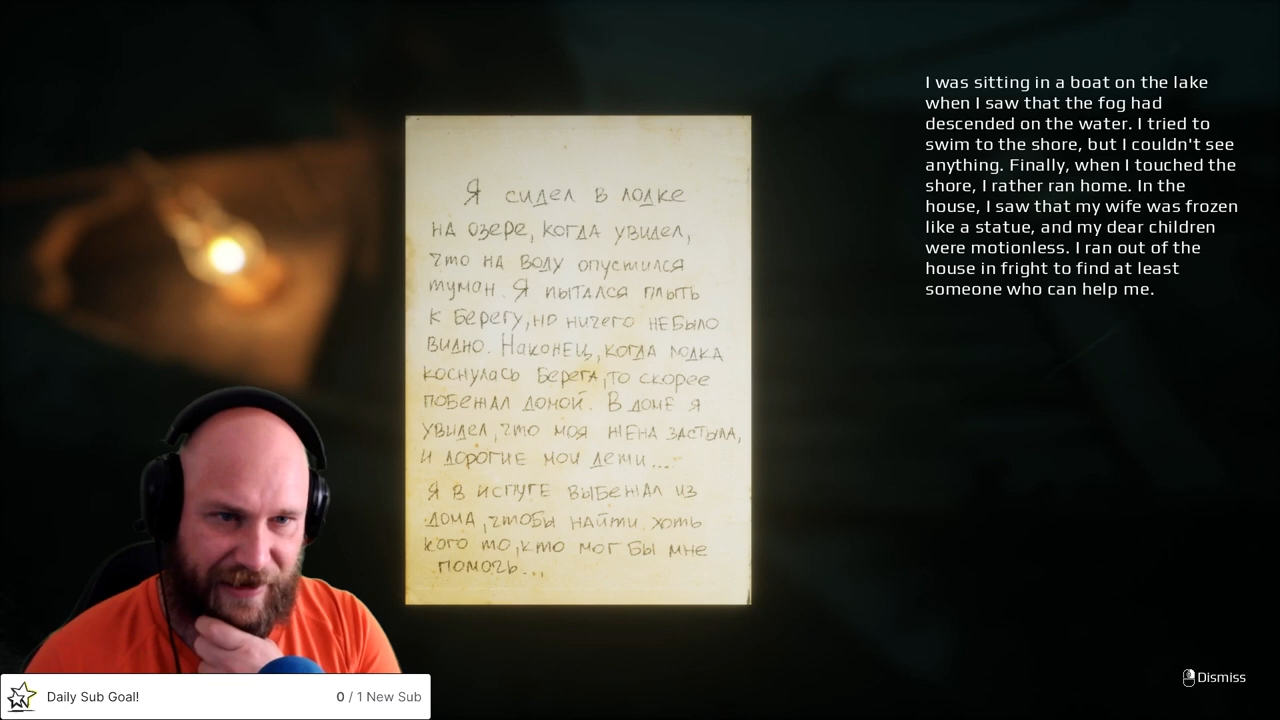 Я сидел в лодке
на озере, когда увидел,
что на воду опустился
туман. Я пытался плыть
к берегу, но ничего небыло
видно. Наконец, когда лодка
коснулась берега, то скорее
побежал домой. В доме я
увидел, что моя жена застыла,
и дорогие мои дети...
Я в испуге выбежал из
дома, чтобы найти хоть
кого то, кто мог бы мне
помочь...
I was sitting in a boat on the lake
when I saw that the fog had
descended on the water. I tried to
swim to the shore, but I couldn't see
anything. Finally, when I touched the
shore, I rather ran home. In the
house, I saw that my wife was frozen
like a statue, and my dear children
were motionless. I ran out of the
house in fright to find at least
someone who can help me.
Daily Sub Goal! 0 / 1 New Sub
Dismiss